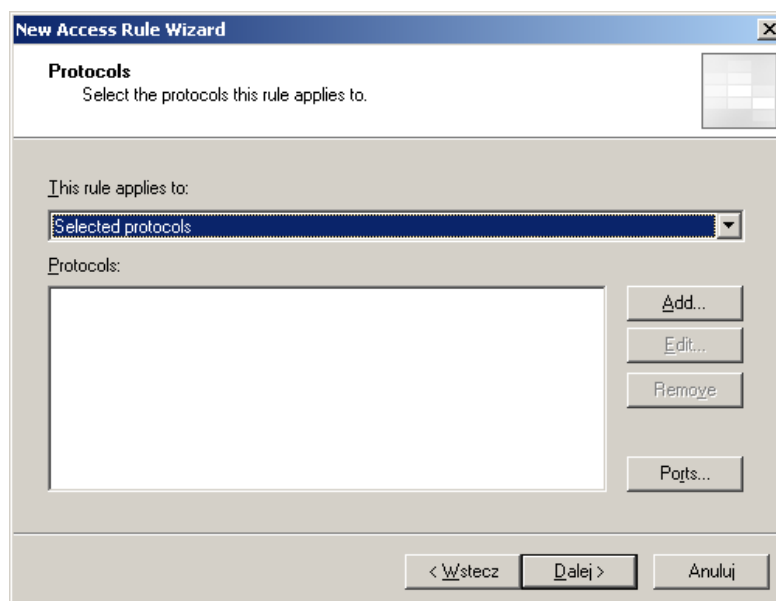 New Access Rule Wizard
Protocols
Select the protocols this rule applies to.
This rule applies to:
Selected protocols
Protocols:
Add...
Edit...
Remove
Ports...
< Wstecz
Dalej >
Anuluj